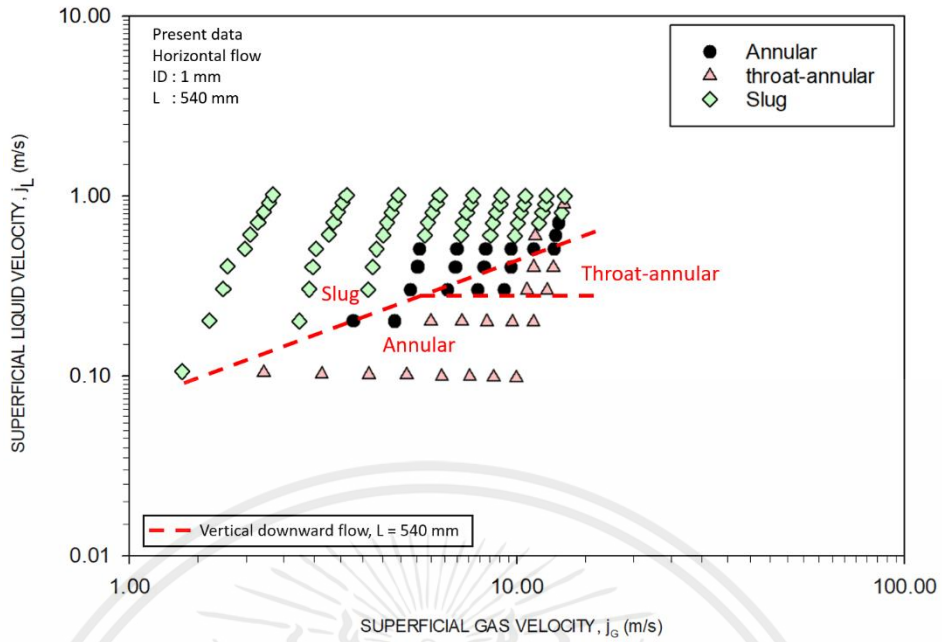 10.00
Present data
Horizontal flow
ID : 1 mm
L : 540 mm
Annular
throat-annular
Slug
SUPERFICIAL LIQUID VELOCITY, jL (m/s)
1.00
Throat-annular
Slug
Annular
0.10
Vertical downward flow, L = 540 mm
0.01
1.00
10.00
100.00
SUPERFICIAL GAS VELOCITY, jG (m/s)